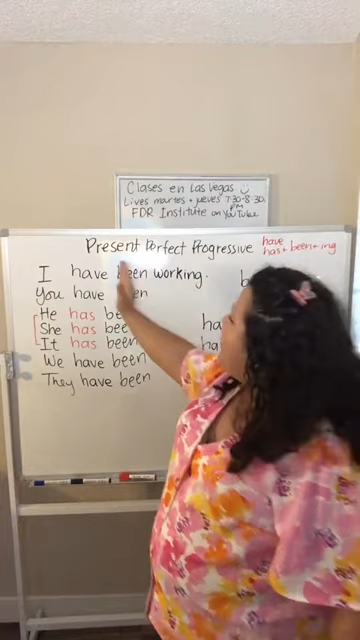 Clases en Las Vegas
Lives martes + jueves 7:30-8:30 PM
FDR Institute on YouTube
Present Perfect Progressive
have
has + been + ing
I have been working.
You have been
He has
She has
It has been
We have been
They have been